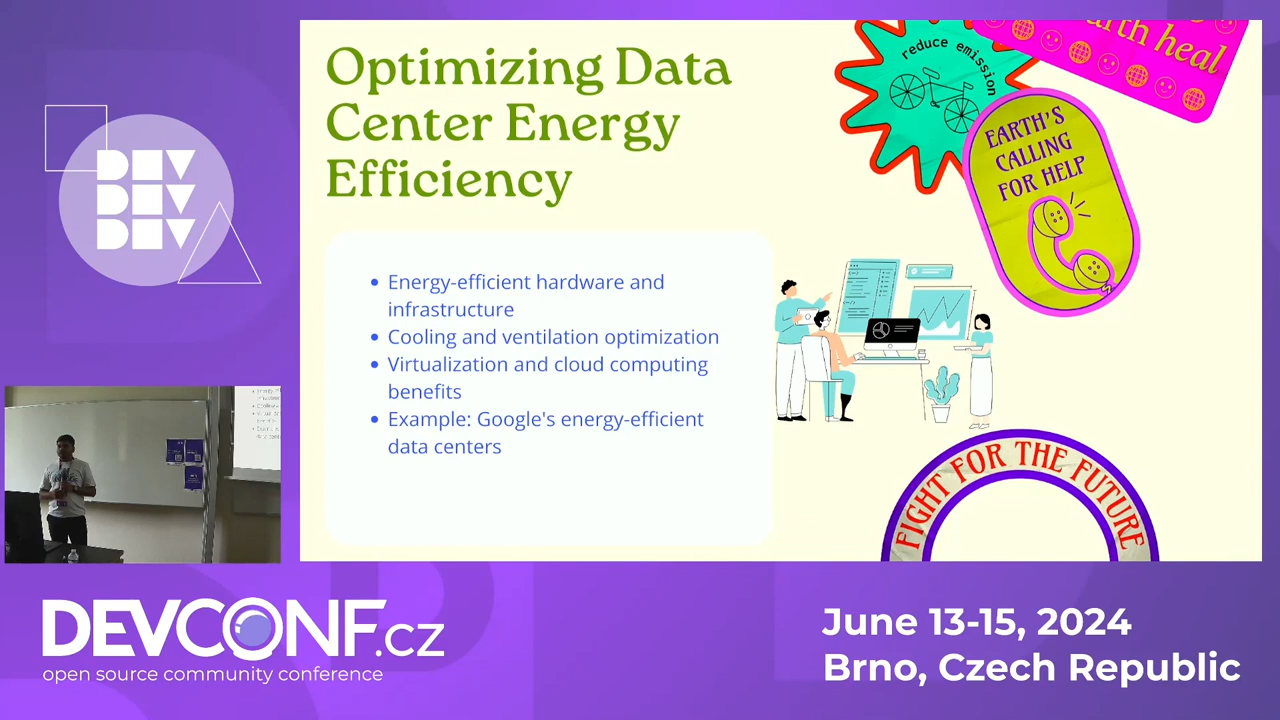 DEV
DEV
DEV
Optimizing Data
Center Energy
Efficiency
Energy-efficient hardware and
infrastructure
Cooling and ventilation optimization
Virtualization and cloud computing
benefits
Example: Google's energy-efficient
data centers
reduce emission
earth heal
EARTH'S
CALLING
FOR HELP
FIGHT FOR THE FUTURE
DEVCONF.cz
open source community conference
June 13-15, 2024
Brno, Czech Republic